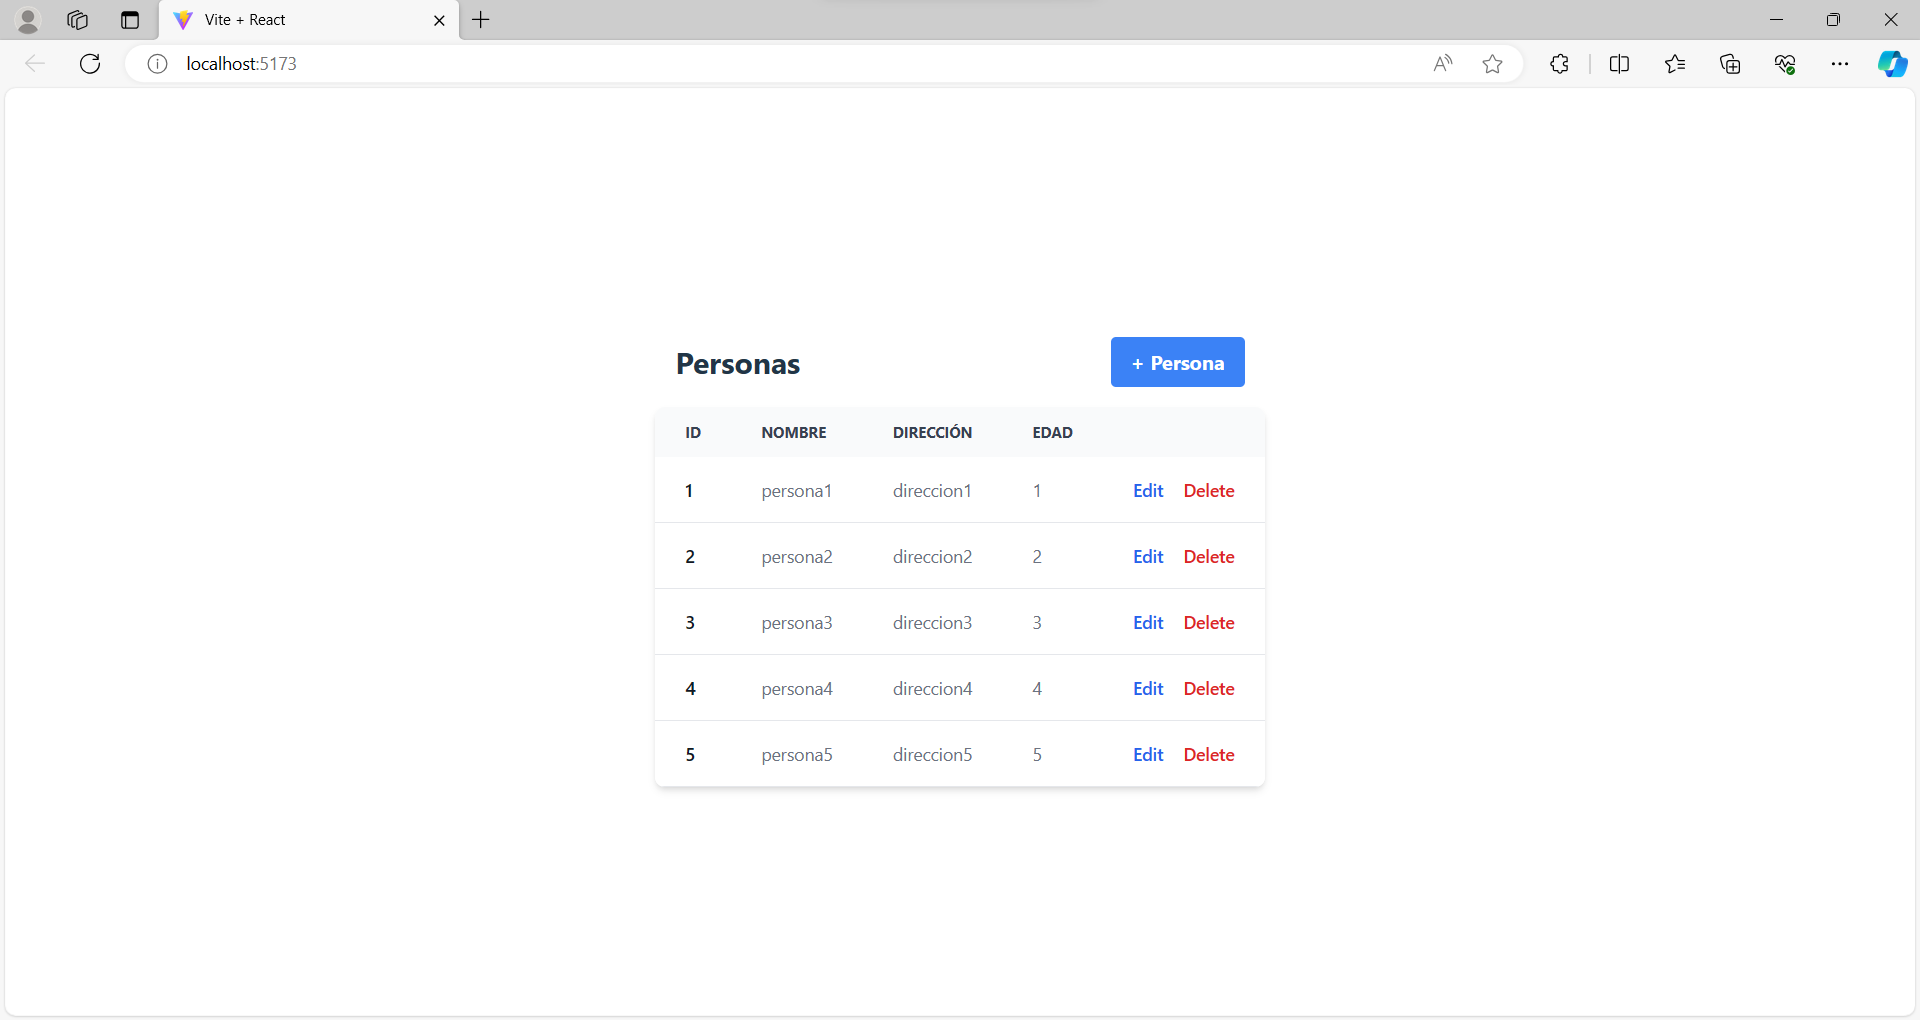 Vite + React
localhost:5173
Personas
+ Persona
ID NOMBRE DIRECCIÓN EDAD
1 persona1 direccion1 1 Edit Delete
2 persona2 direccion2 2 Edit Delete
3 persona3 direccion3 3 Edit Delete
4 persona4 direccion4 4 Edit Delete
5 persona5 direccion5 5 Edit Delete